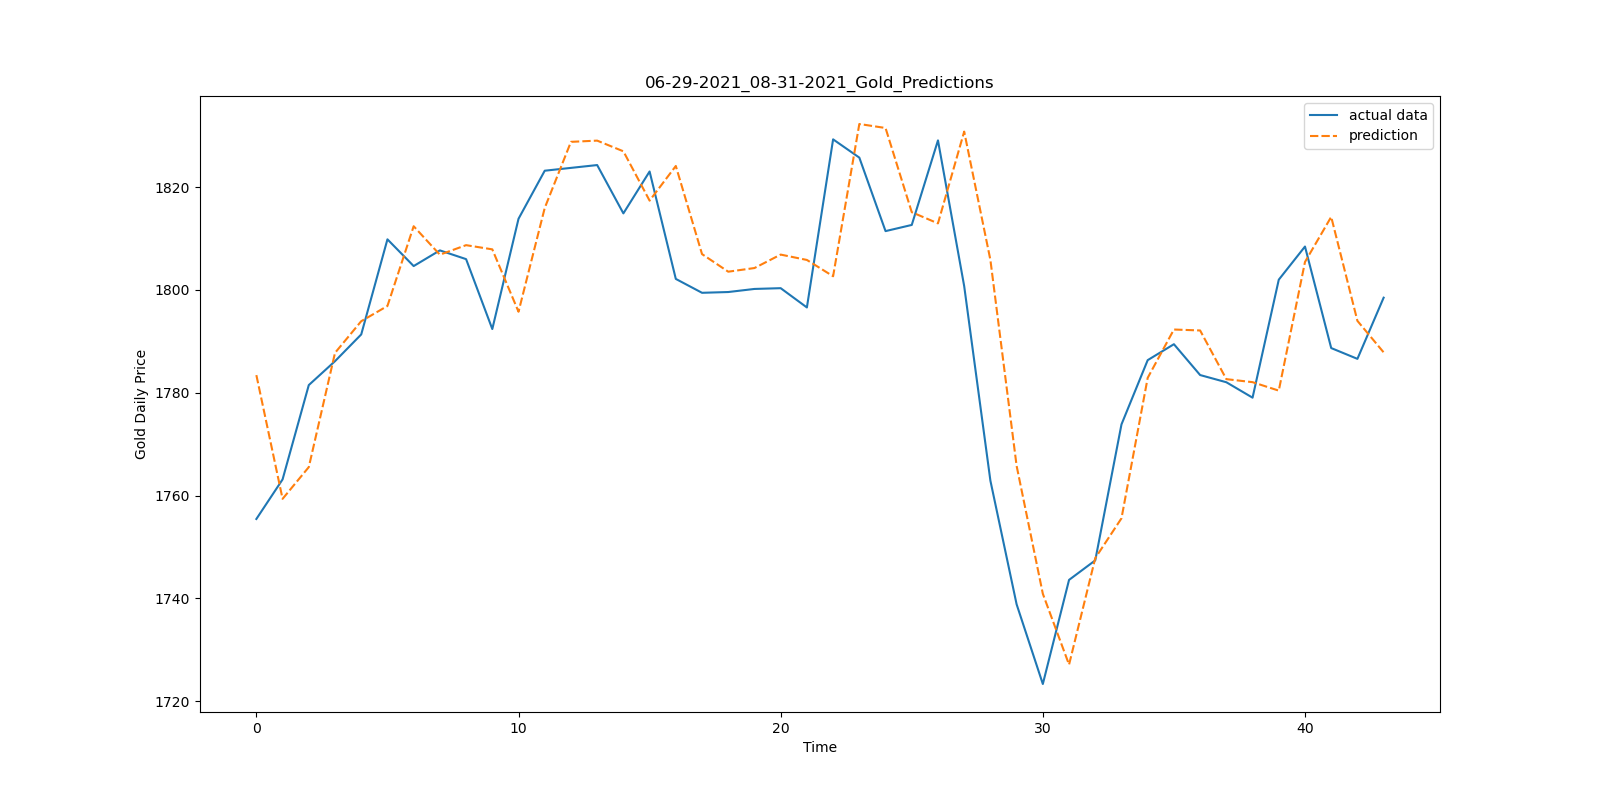 06-29-2021_08-31-2021_Gold_Predictions
actual data
prediction
1820
1800
1780
1760
1740
1720
Gold Daily Price
0 10 20 30 40
Time